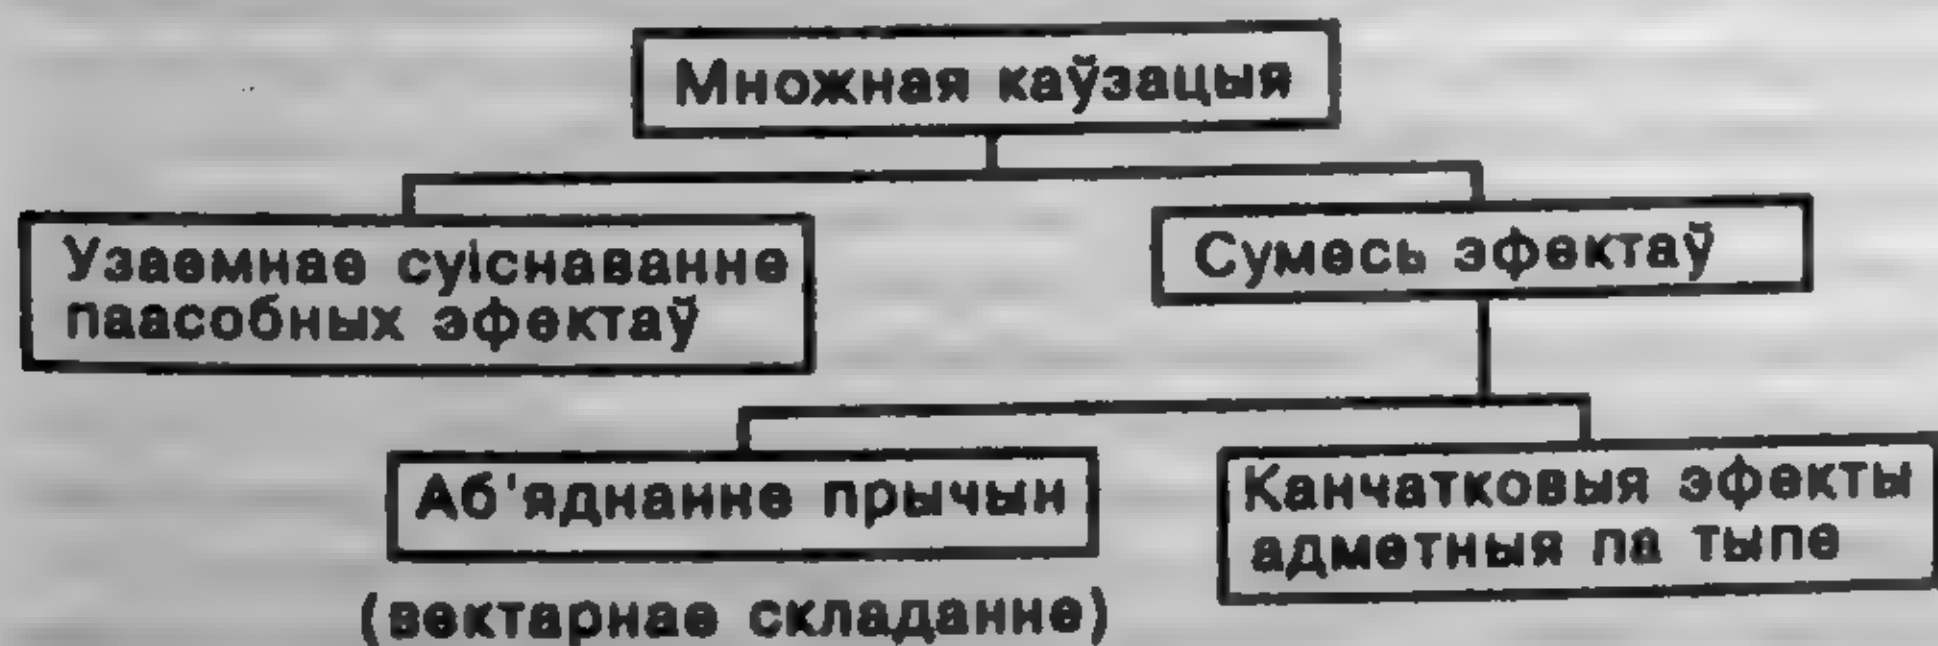 Множная каўзацыя
Узаемнае суіснаванне
паасобных эфектаў
Сумесь эфектаў
Аб'яднанне прычын
(вектарнае складанне)
Канчатковыя эфекты
адметныя па тыпе